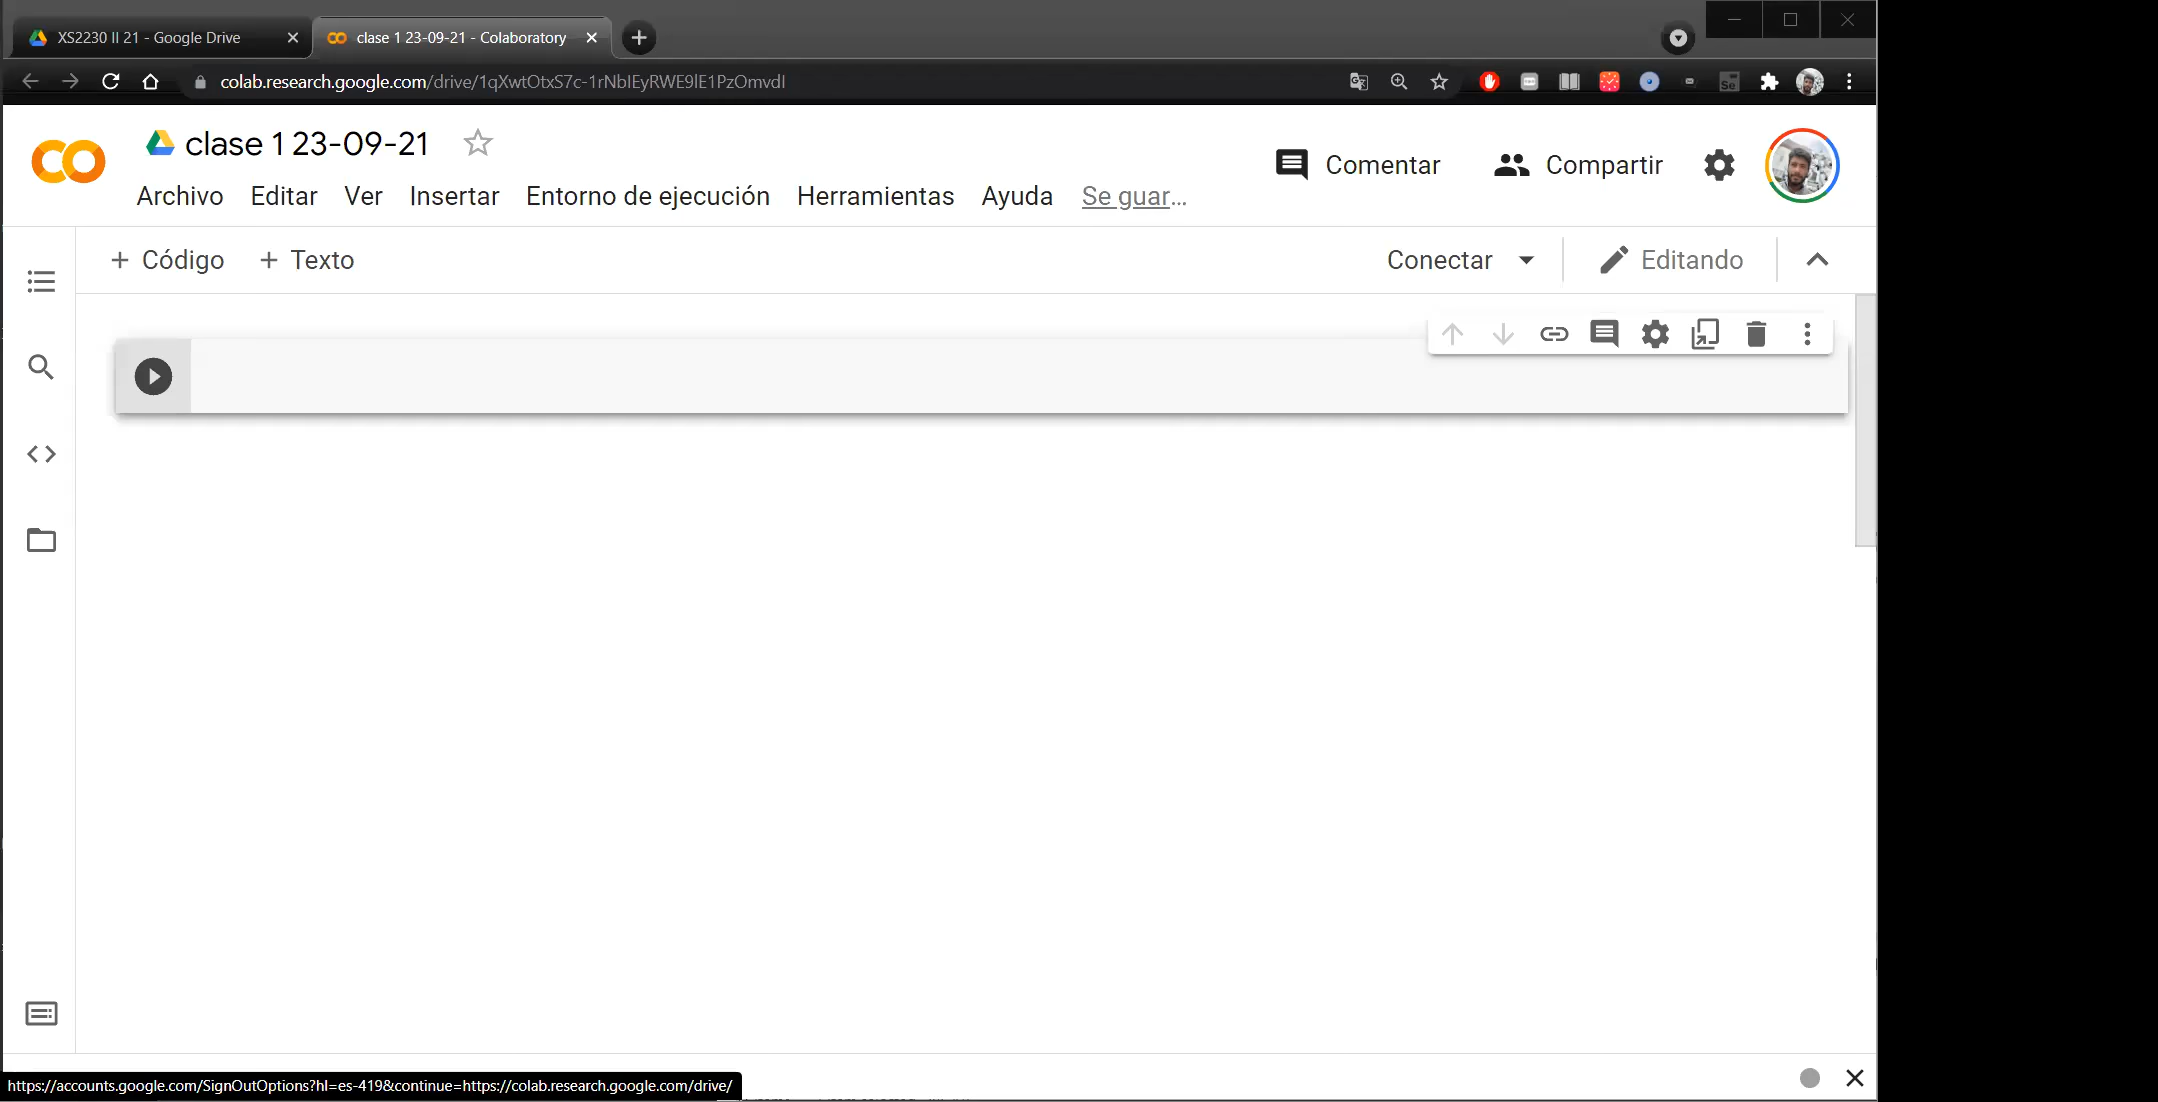 XS2230 II 21 - Google Drive
clase 1 23-09-21 - Colaboratory
colab.research.google.com/drive/1qXwtOtxS7c-1rNbIEyRWE9lE1PzOmvdI
clase 1 23-09-21
Comentar
Compartir
Archivo Editar Ver Insertar Entorno de ejecución Herramientas Ayuda Se guar...
+ Código + Texto
Conectar
Editando
https://accounts.google.com/SignOutOptions?hl=es-419&continue=https://colab.research.google.com/drive/